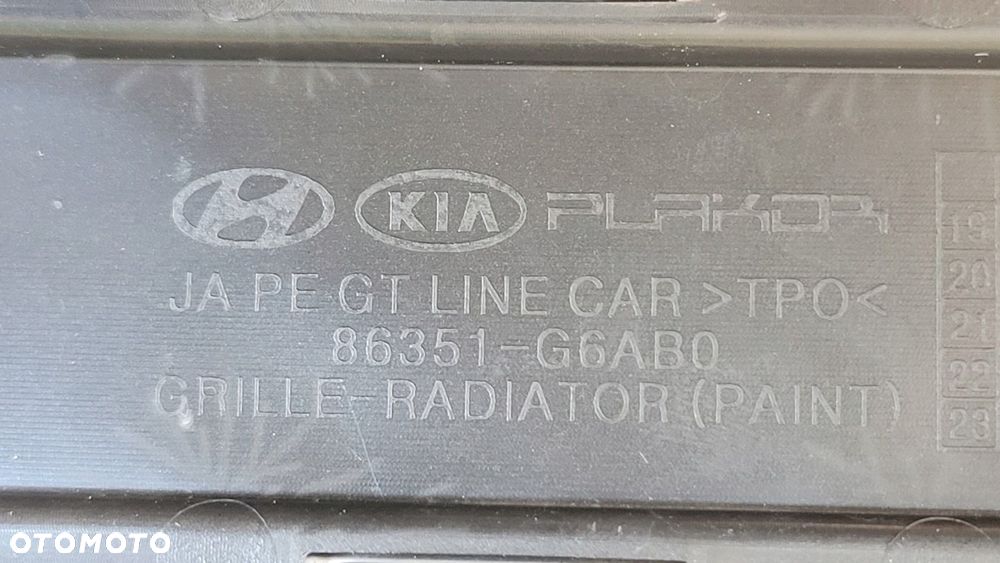 KIA PLAKOR
JA PE GT LINE CAR >TPO<
86351-G6AB0
GRILLE-RADIATOR (PAINT)
19
20
21
22
23
OTOMOTO